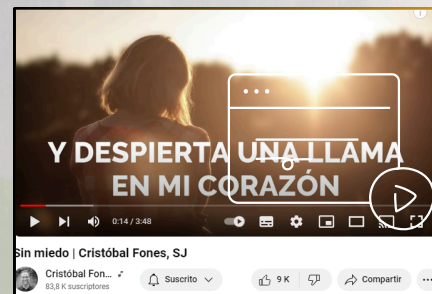 Y DESPIERTA UNA LLAMA
EN MI CORAZÓN
0:14 / 3:48
Sin miedo | Cristóbal Fones, SJ
Cristóbal Fon...
83,8 K suscriptores
Suscrito
9 K
Compartir